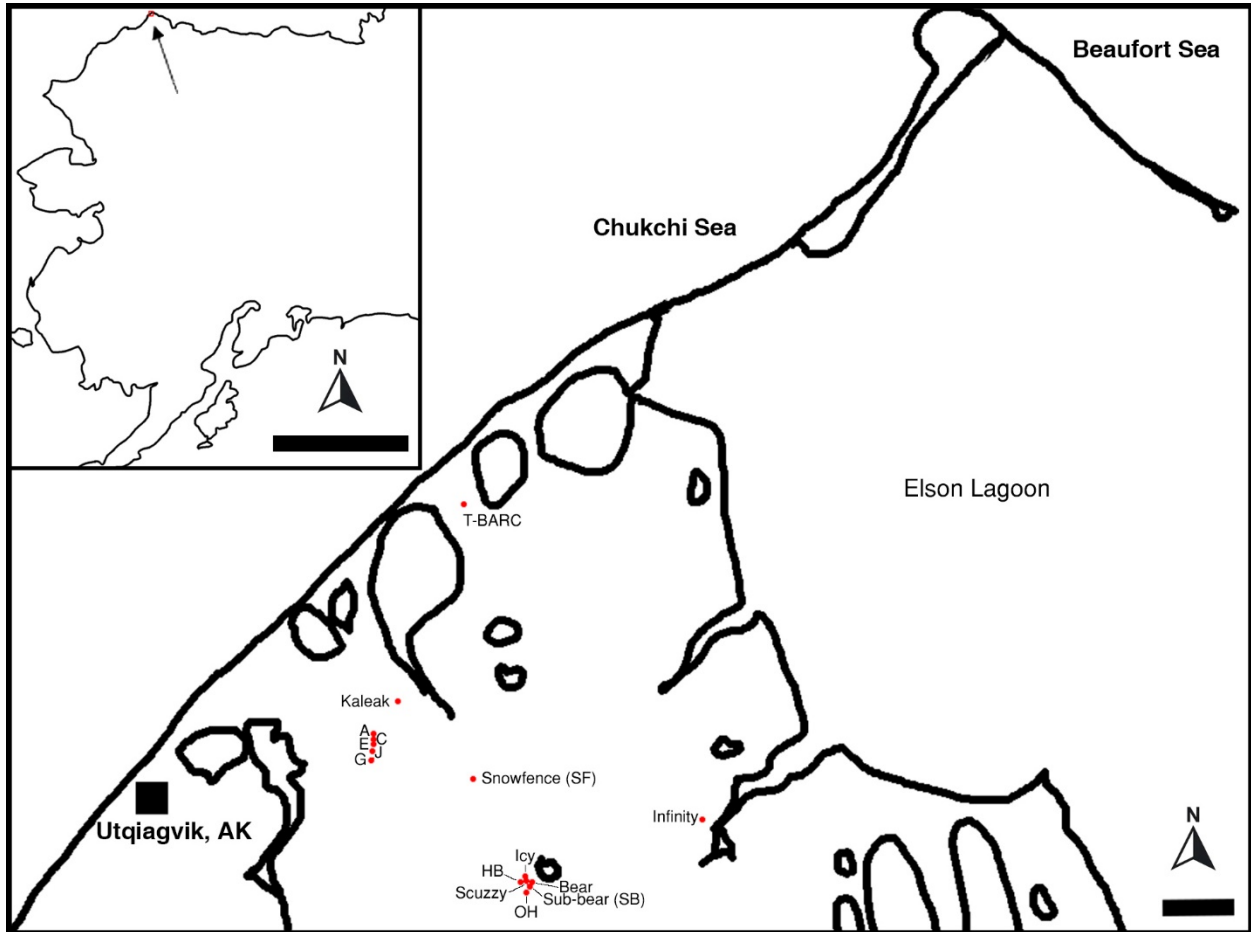 Beaufort Sea
Chukchi Sea
N
Elson Lagoon
T-BARC
Kaleak
A
C
E
J
G
Snowfence (SF)
Utqiagvik, AK
Infinity
N
Icy
HB
Bear
Scuzzy
Sub-bear (SB)
OH